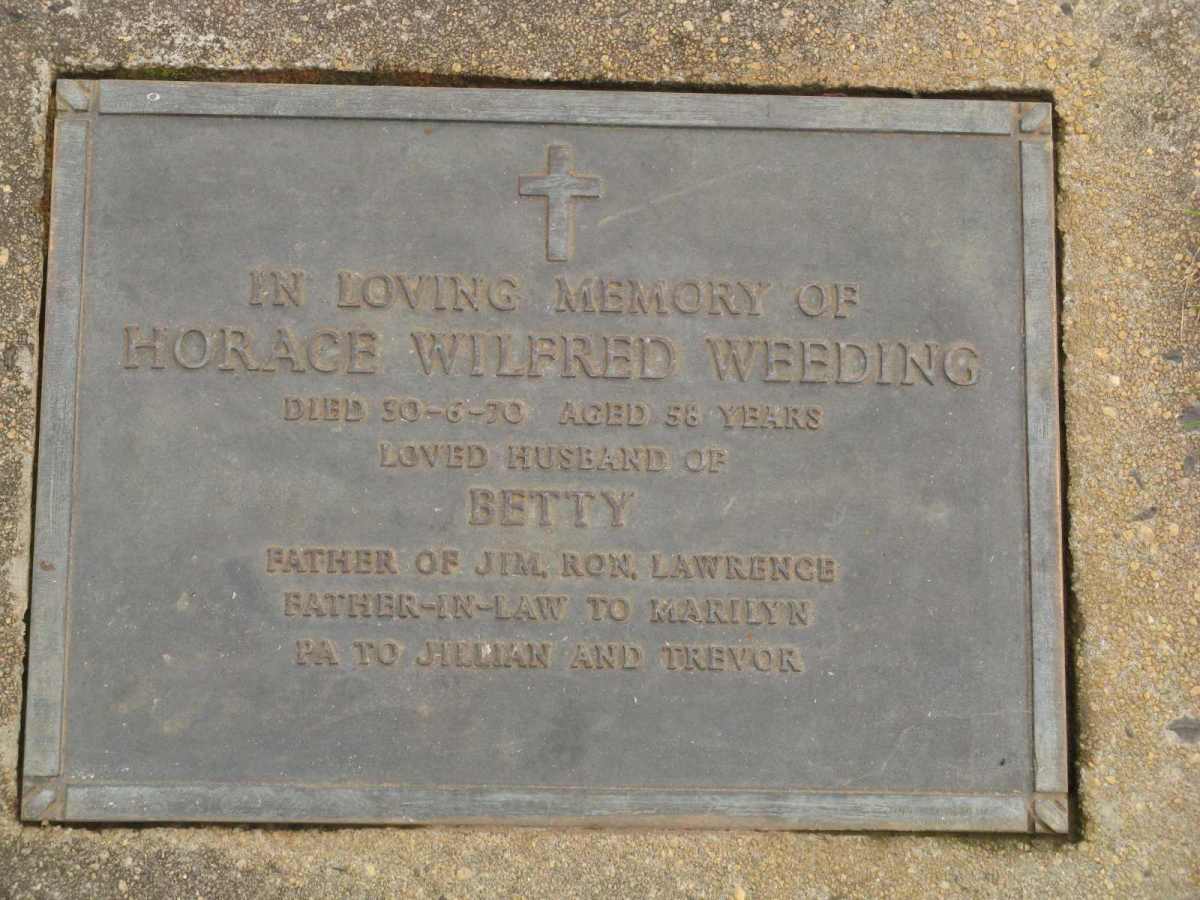 IN LOVING MEMORY OF
HORACE WILFRED WEEDING
DIED 30-6-70 AGED 58 YEARS
LOVED HUSBAND OF
BETTY
FATHER OF JIM, RON, LAWRENCE
FATHER-IN-LAW TO MARILYN
PA TO JILLIAN AND TREVOR